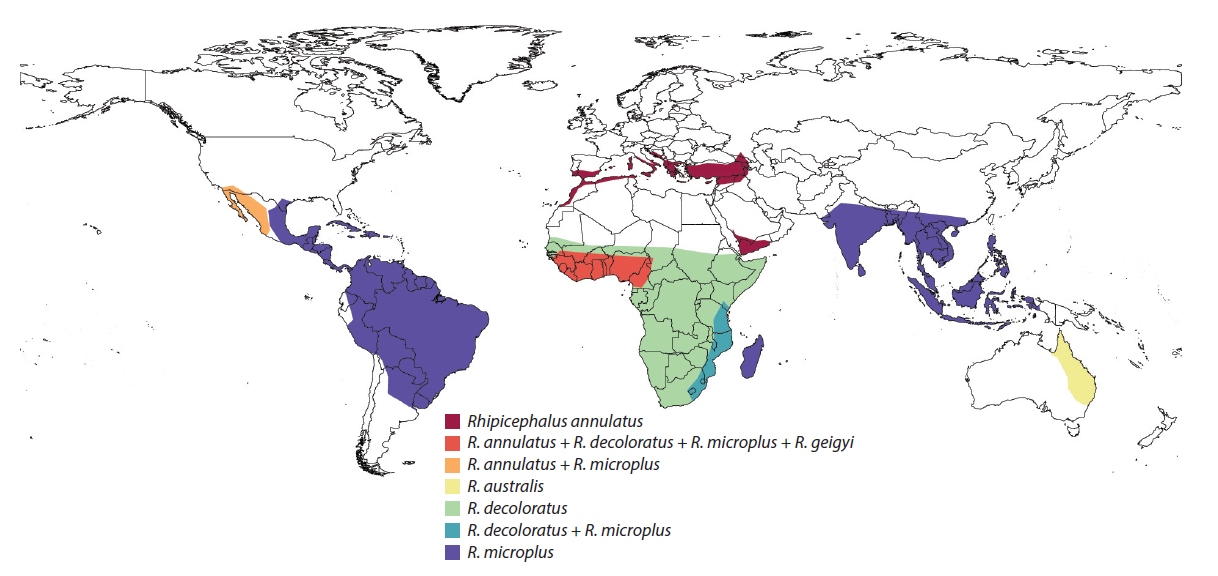 Rhipicephalus annulatus
R. annulatus + R. decoloratus + R. microplus + R. geigyi
R. annulatus + R. microplus
R. australis
R. decoloratus
R. decoloratus + R. microplus
R. microplus